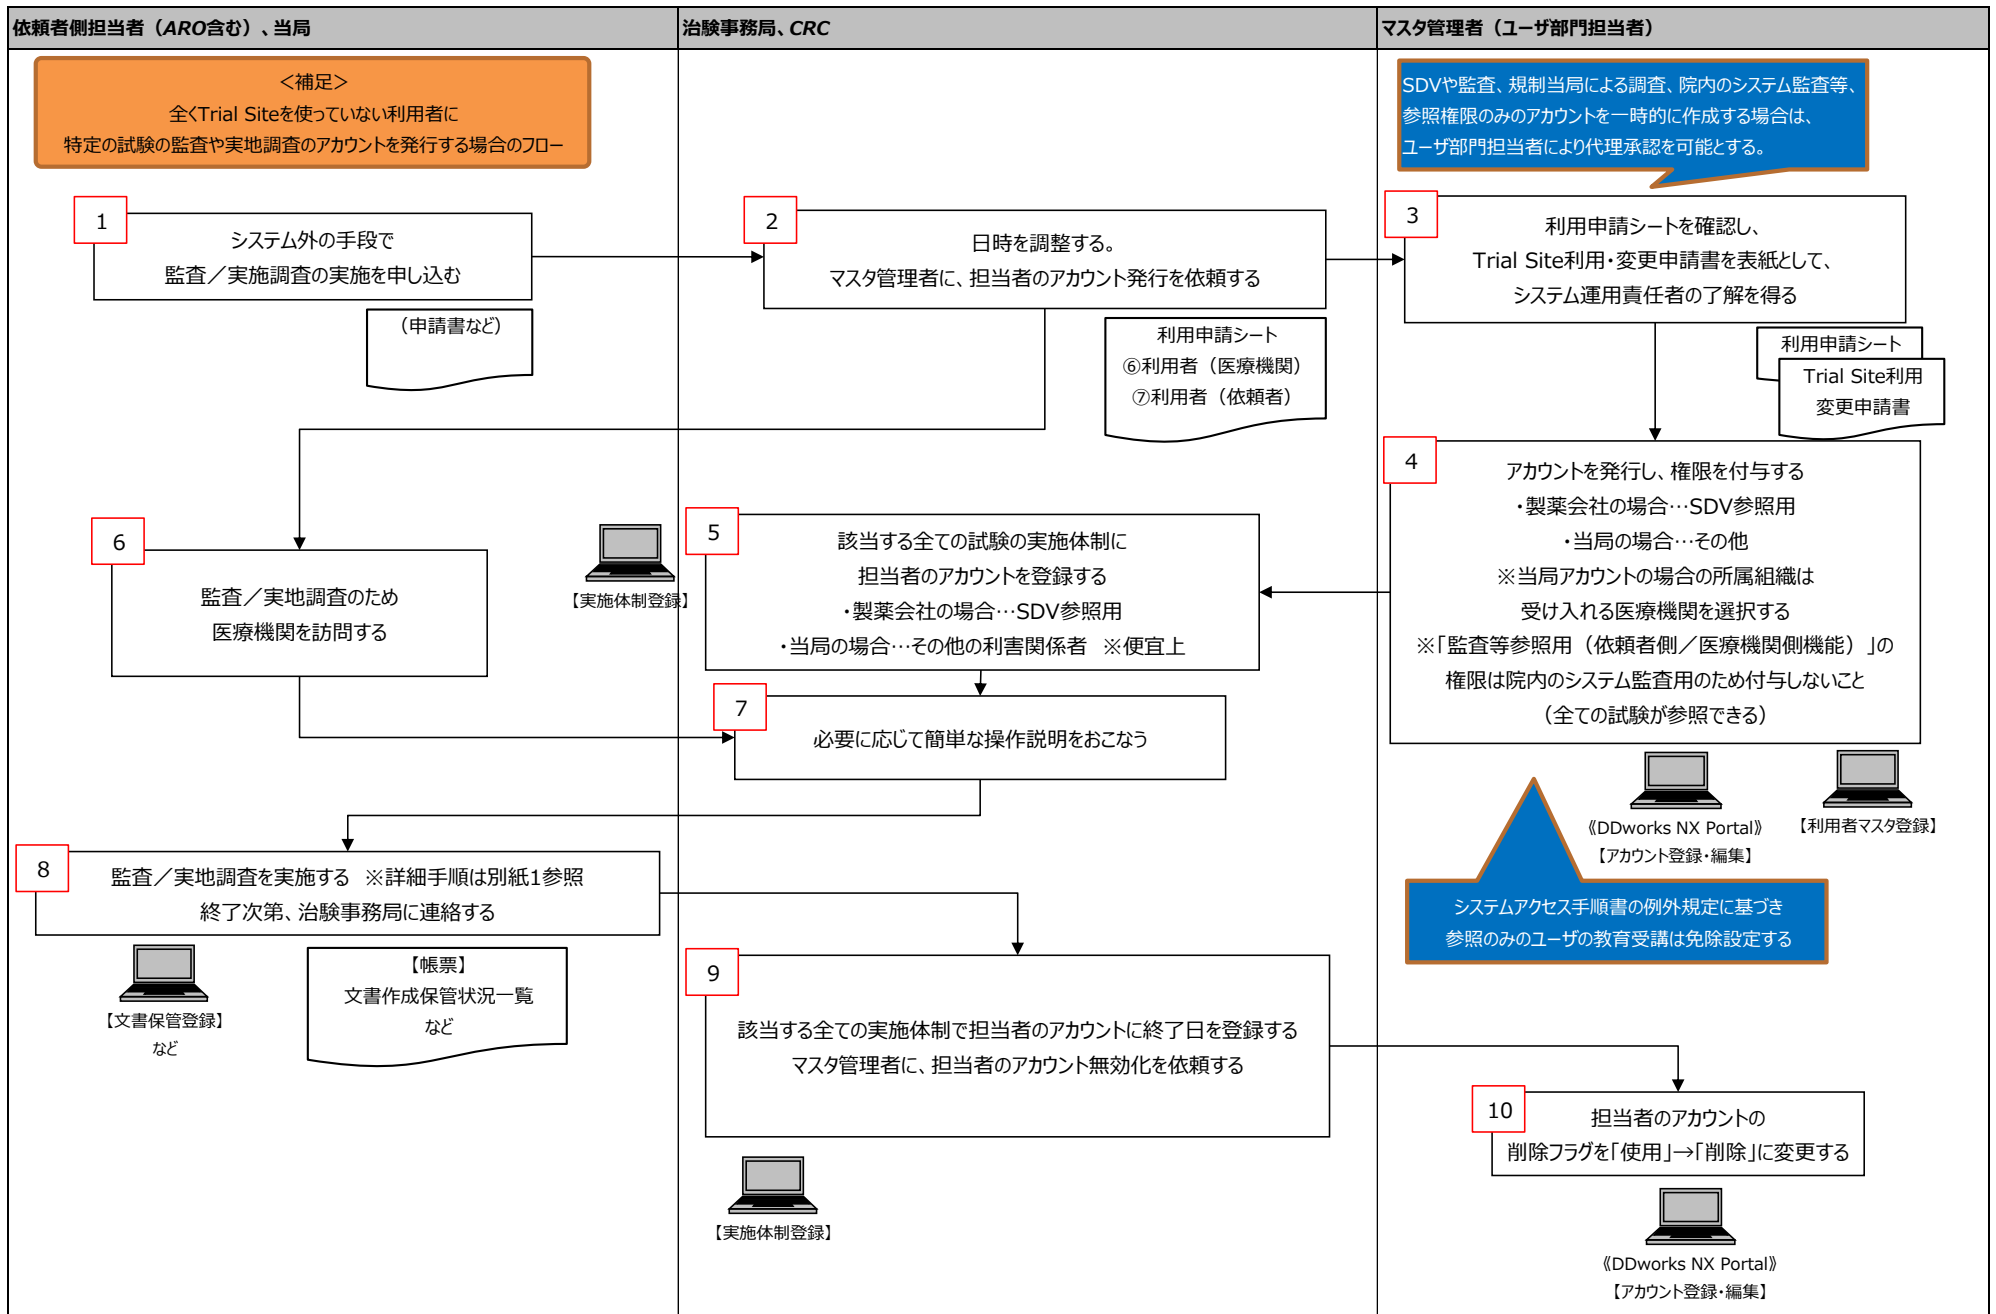 依頼者側担当者（ARO含む）、当局
治験事務局、CRC
マスタ管理者（ユーザ部門担当者）
＜補足＞
全くTrial Siteを使っていない利用者に
特定の試験の監査や実地調査のアカウントを発行する場合のフロー
SDVや監査、規制当局による調査、院内のシステム監査等、
参照権限のみのアカウントを一時的に作成する場合は、
ユーザ部門担当者により代理承認を可能とする。
1
システム外の手段で
監査／実施調査の実施を申し込む
（申請書など）
2
日時を調整する。
マスタ管理者に、担当者のアカウント発行を依頼する
利用申請シート
⑥利用者（医療機関）
⑦利用者（依頼者）
3
利用申請シートを確認し、
Trial Site利用・変更申請書を表紙として、
システム運用責任者の了解を得る
利用申請シート
Trial Site利用
変更申請書
4
アカウントを発行し、権限を付与する
・製薬会社の場合…SDV参照用
・当局の場合…その他
※当局アカウントの場合の所属組織は
受け入れる医療機関を選択する
※「監査等参照用（依頼者側／医療機関側機能）」の
権限は院内のシステム監査用のため付与しないこと
（全ての試験が参照できる）
《DDworks NX Portal》
【アカウント登録・編集】
【利用者マスタ登録】
システムアクセス手順書の例外規定に基づき
参照のみのユーザの教育受講は免除設定する
5
該当する全ての試験の実施体制に
担当者のアカウントを登録する
・製薬会社の場合…SDV参照用
・当局の場合…その他の利害関係者　※便宜上
【実施体制登録】
6
監査／実地調査のため
医療機関を訪問する
7
必要に応じて簡単な操作説明をおこなう
8
監査／実地調査を実施する　※詳細手順は別紙1参照
終了次第、治験事務局に連絡する
【文書保管登録】
など
【帳票】
文書作成保管状況一覧
など
9
該当する全ての実施体制で担当者のアカウントに終了日を登録する
マスタ管理者に、担当者のアカウント無効化を依頼する
【実施体制登録】
10
担当者のアカウントの
削除フラグを「使用」→「削除」に変更する
《DDworks NX Portal》
【アカウント登録・編集】